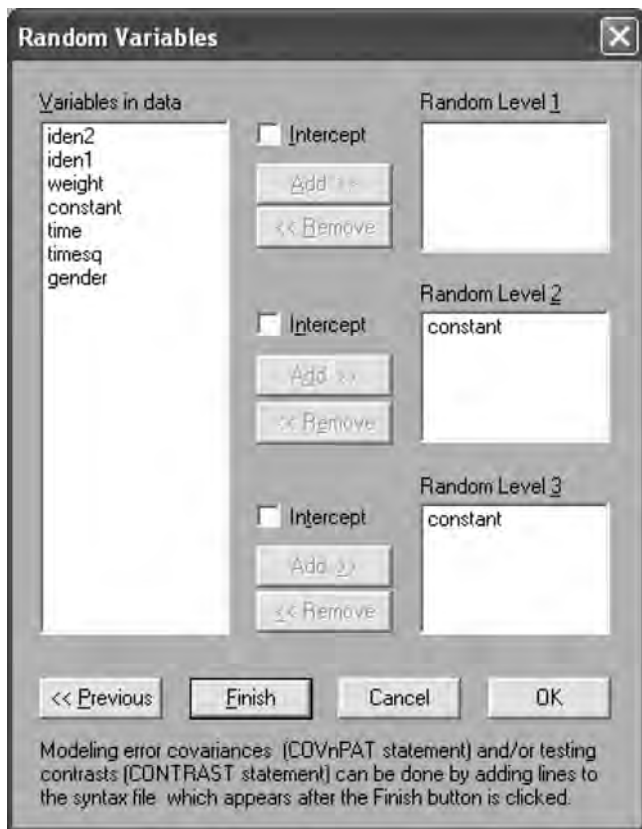 Random Variables
Variables in data
iden2
iden1
weight
constant
time
timesq
gender
Intercept
Add >>
<< Remove
Random Level 1
Intercept
Add >>
<< Remove
Random Level 2
constant
Intercept
Add >>
<< Remove
Random Level 3
constant
<< Previous
Finish
Cancel
OK
Modeling error covariances (COVnPAT statement) and/or testing
contrasts (CONTRAST statement) can be done by adding lines to
the syntax file which appears after the Finish button is clicked.